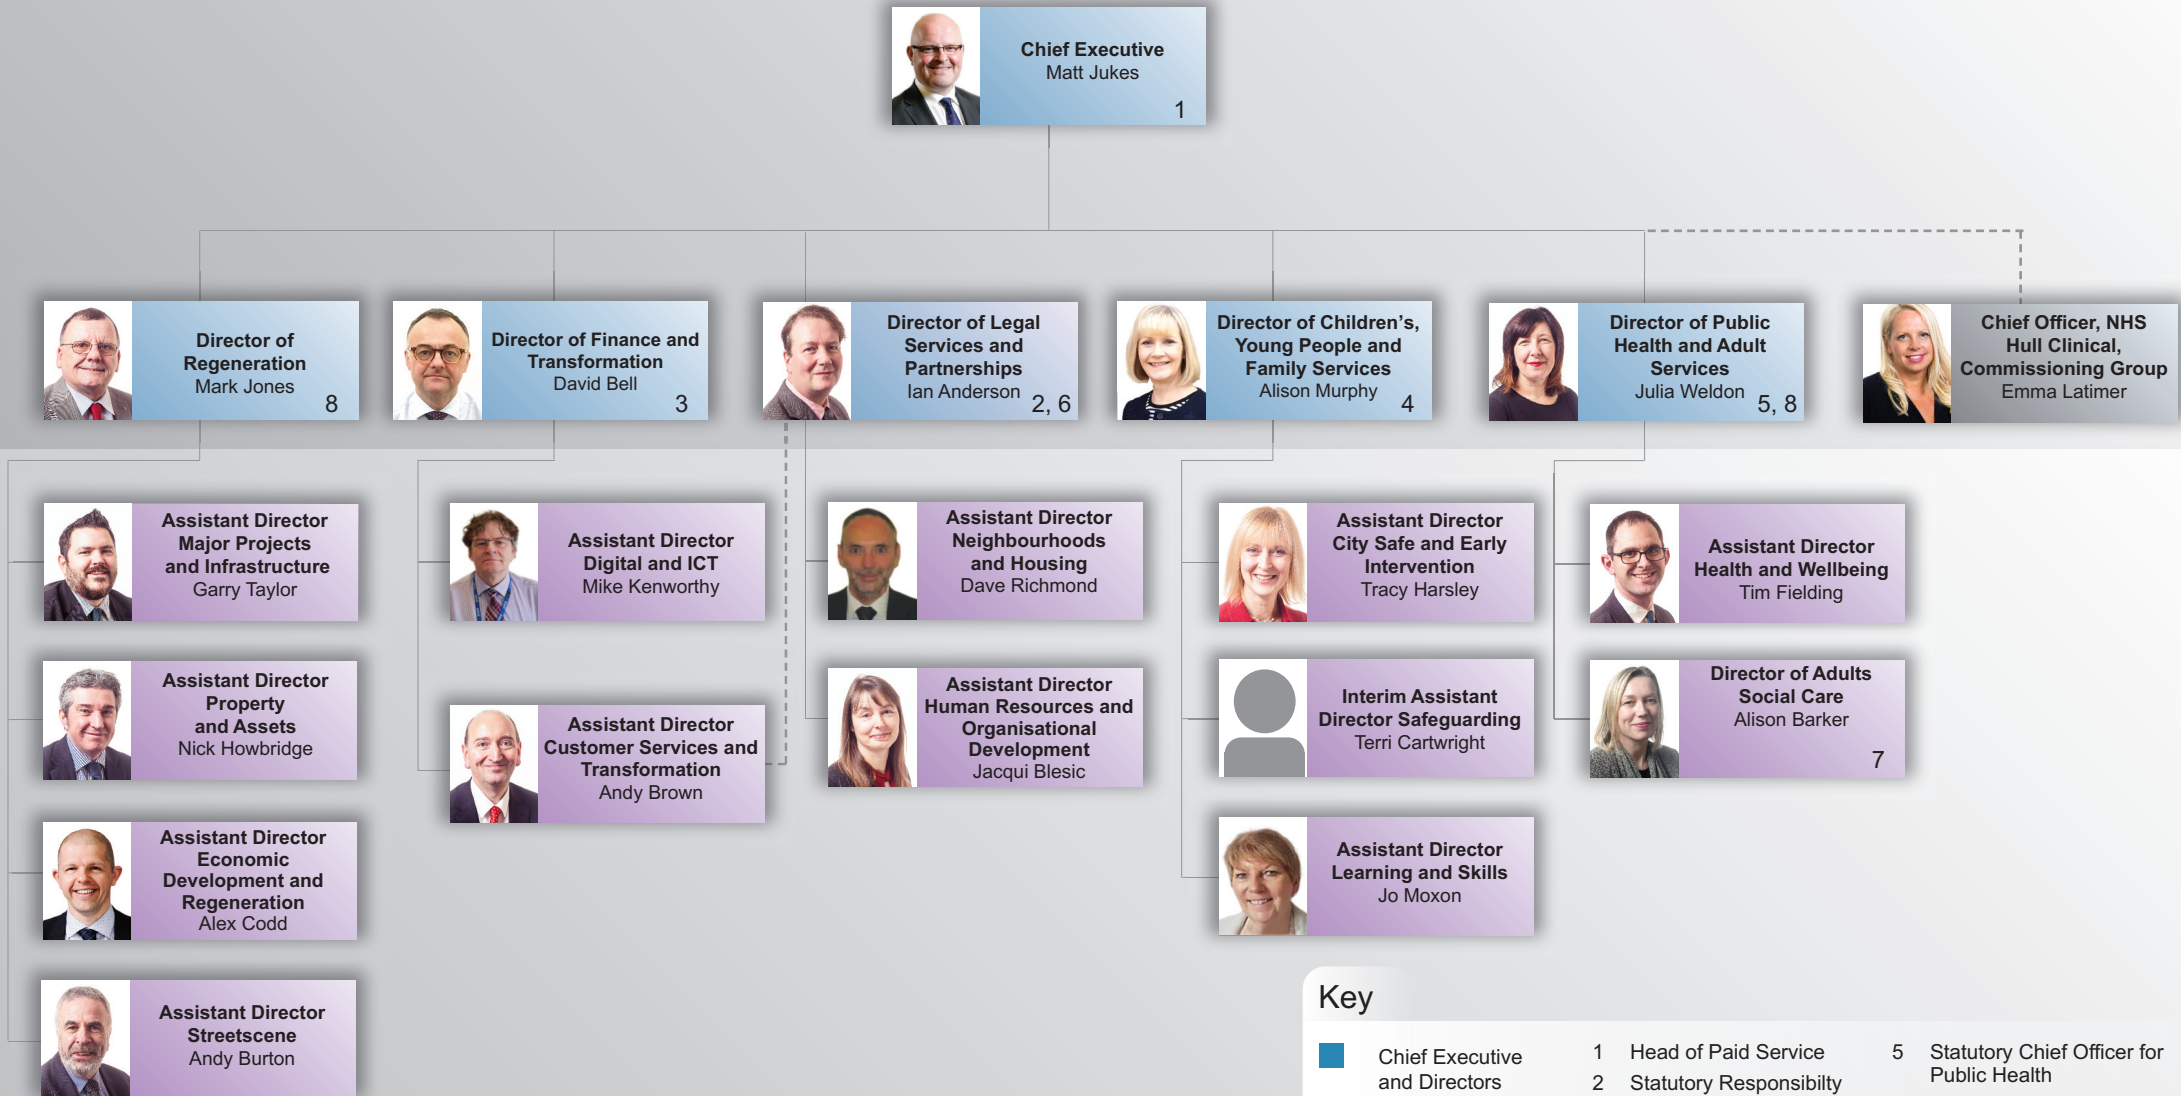 Chief Executive
Matt Jukes
1
Director of
Regeneration
Mark Jones
8
Director of Finance and
Transformation
David Bell
3
Director of Legal
Services and
Partnerships
Ian Anderson
2, 6
Director of Children's,
Young People and
Family Services
Alison Murphy
4
Director of Public
Health and Adult
Services
Julia Weldon
5, 8
Chief Officer, NHS
Hull Clinical,
Commissioning Group
Emma Latimer
Assistant Director
Major Projects
and Infrastructure
Garry Taylor
Assistant Director
Digital and ICT
Mike Kenworthy
Assistant Director
Neighbourhoods
and Housing
Dave Richmond
Assistant Director
City Safe and Early
Intervention
Tracy Harsley
Assistant Director
Health and Wellbeing
Tim Fielding
Assistant Director
Property
and Assets
Nick Howbridge
Assistant Director
Customer Services and
Transformation
Andy Brown
Assistant Director
Human Resources and
Organisational
Development
Jacqui Blesic
Interim Assistant
Director Safeguarding
Terri Cartwright
Director of Adults
Social Care
Alison Barker
7
Assistant Director
Economic
Development and
Regeneration
Alex Codd
Assistant Director
Learning and Skills
Jo Moxon
Assistant Director
Streetscene
Andy Burton
Key
Chief Executive
and Directors
1 Head of Paid Service
2 Statutory Responsibilty
5 Statutory Chief Officer for
Public Health